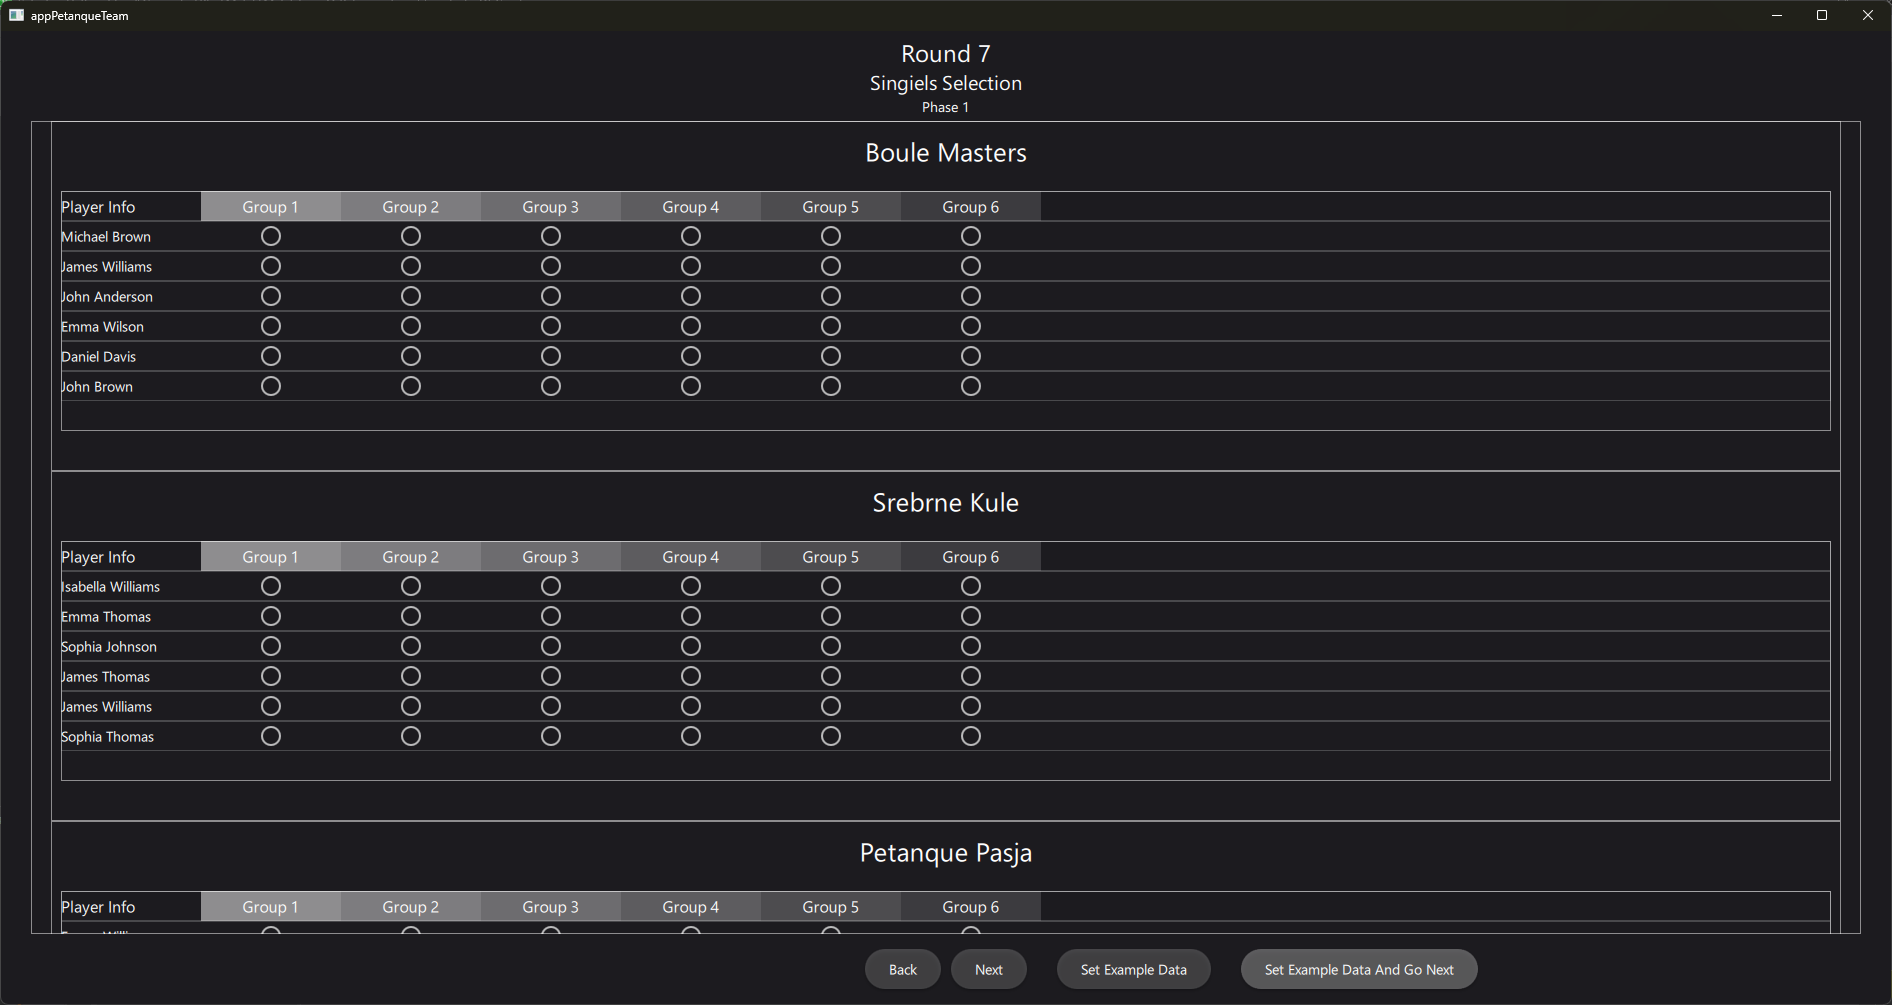 appPetanqueTeam
Round 7
Singiels Selection
Phase 1
Boule Masters
Player Info Group 1 Group 2 Group 3 Group 4 Group 5 Group 6
Michael Brown
James Williams
John Anderson
Emma Wilson
Daniel Davis
John Brown
Srebrne Kule
Player Info Group 1 Group 2 Group 3 Group 4 Group 5 Group 6
Isabella Williams
Emma Thomas
Sophia Johnson
James Thomas
James Williams
Sophia Thomas
Petanque Pasja
Player Info Group 1 Group 2 Group 3 Group 4 Group 5 Group 6
Back Next Set Example Data Set Example Data And Go Next